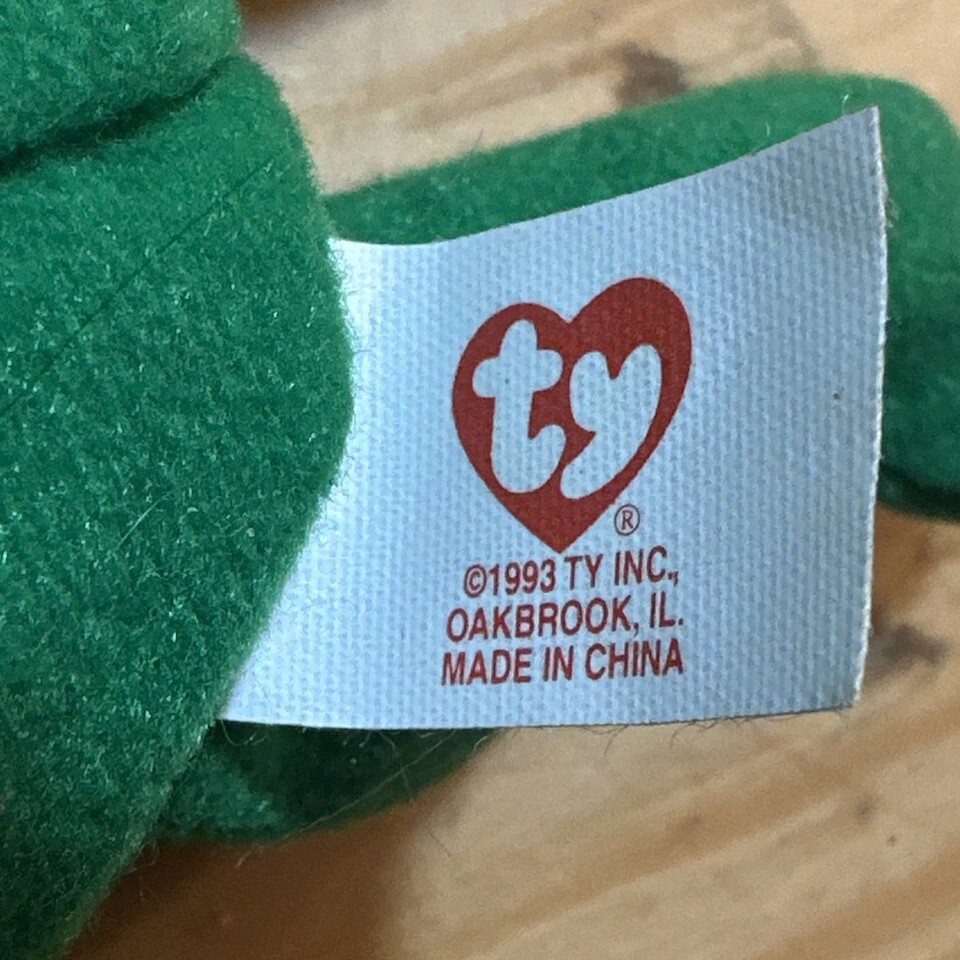 ty
®
©1993 TY INC.,
OAKBROOK, IL.
MADE IN CHINA